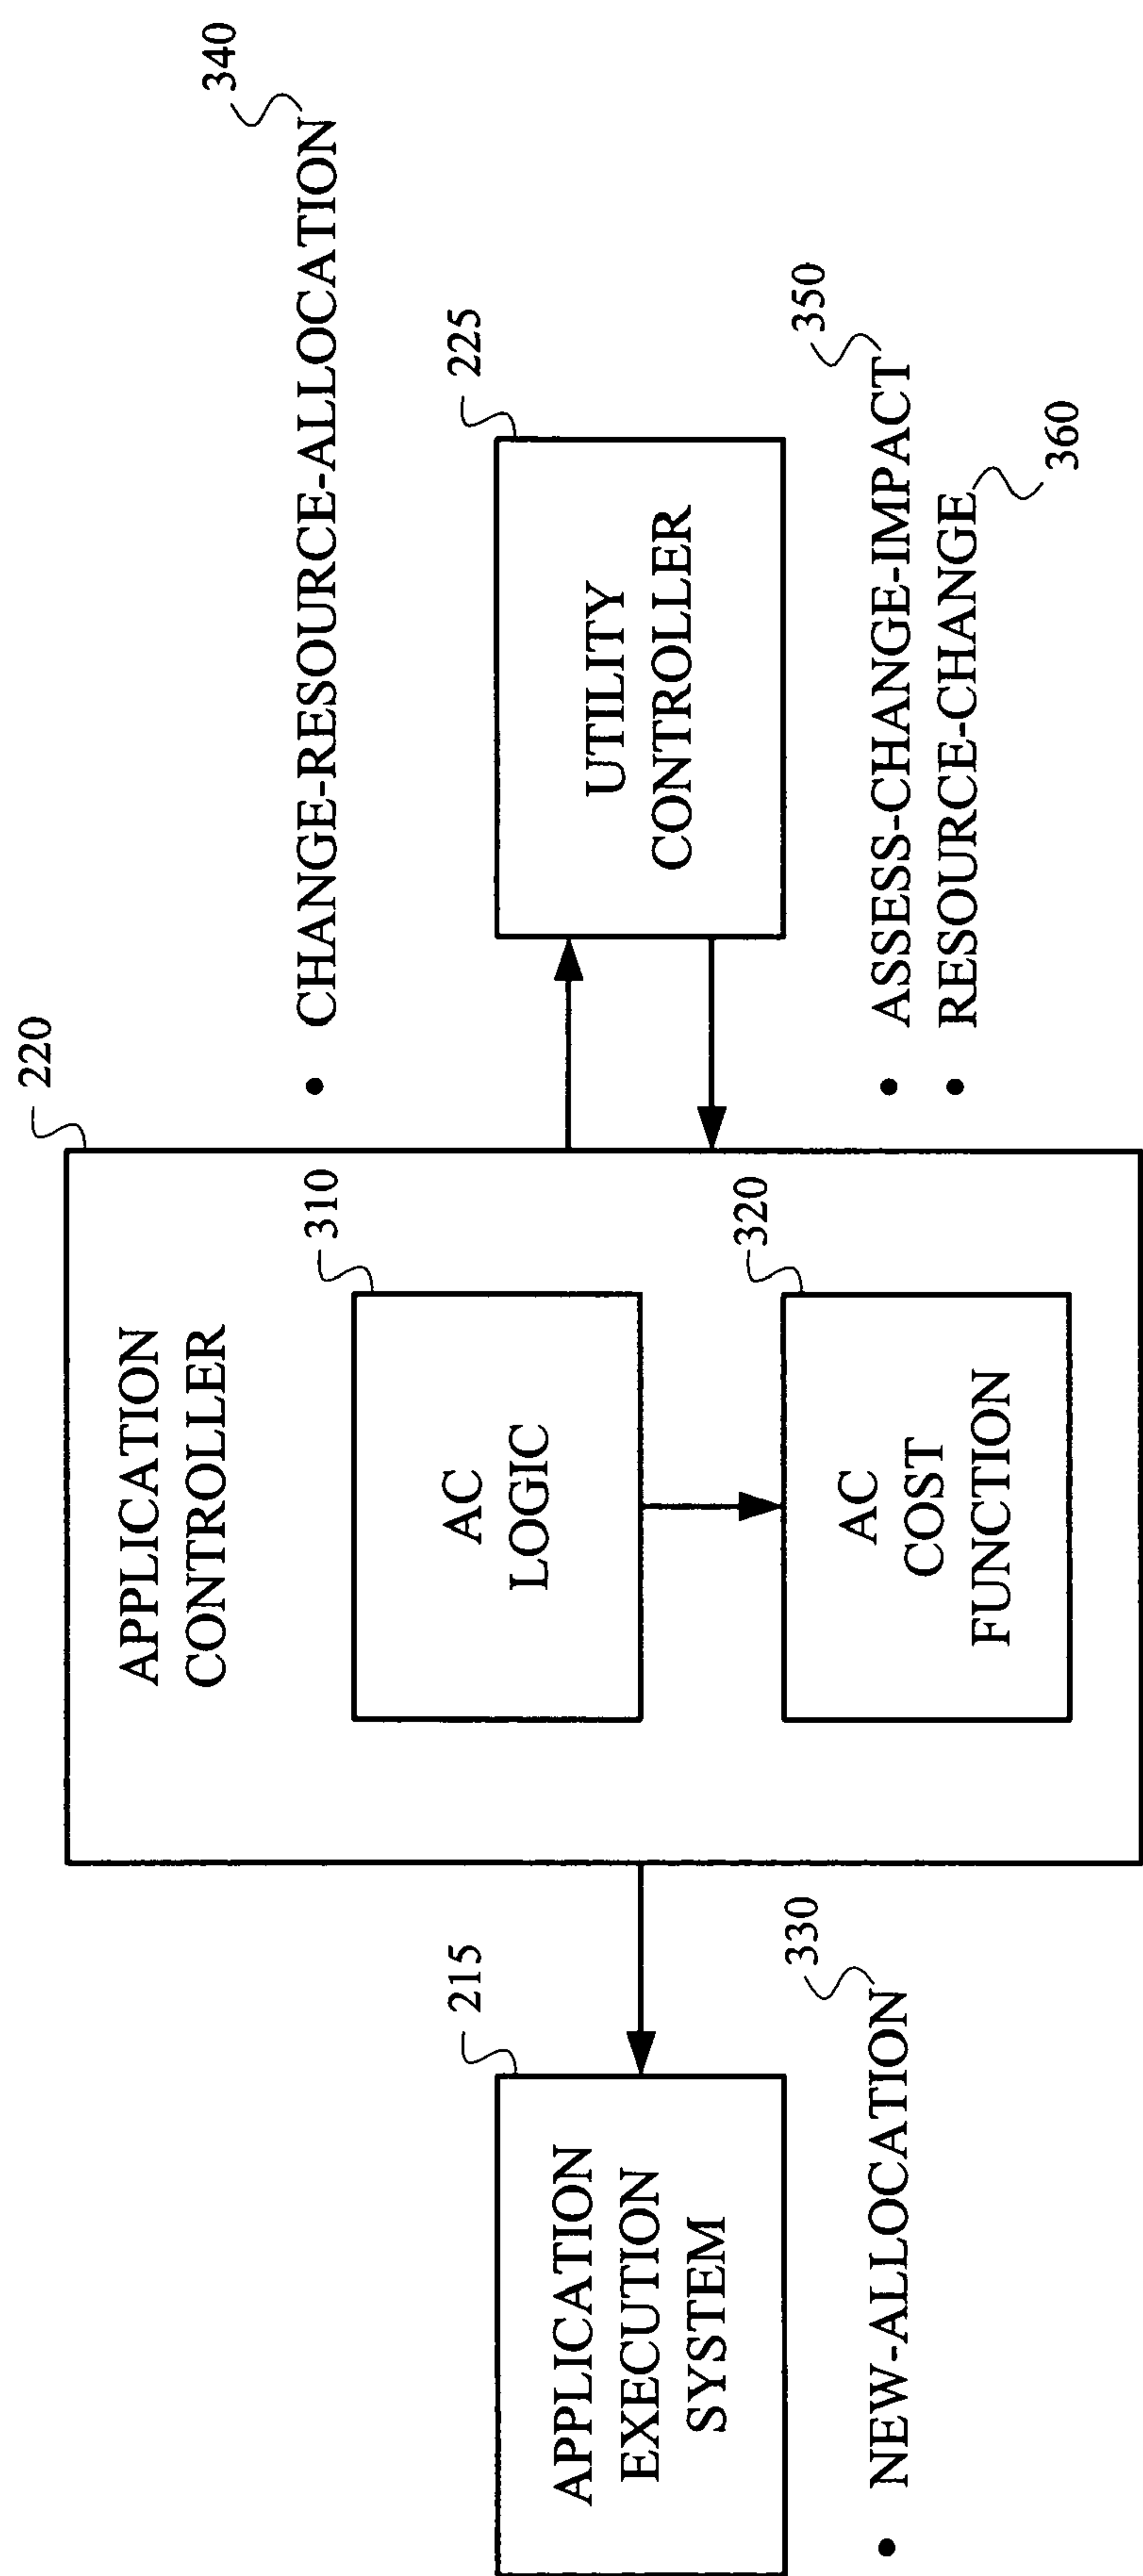 220
APPLICATION
CONTROLLER
340
• CHANGE-RESOURCE-ALLOCATION
310
AC
LOGIC
215
APPLICATION
EXECUTION
SYSTEM
225
UTILITY
CONTROLLER
320
AC
COST
FUNCTION
330
• NEW-ALLOCATION
350
• ASSESS-CHANGE-IMPACT
• RESOURCE-CHANGE
360